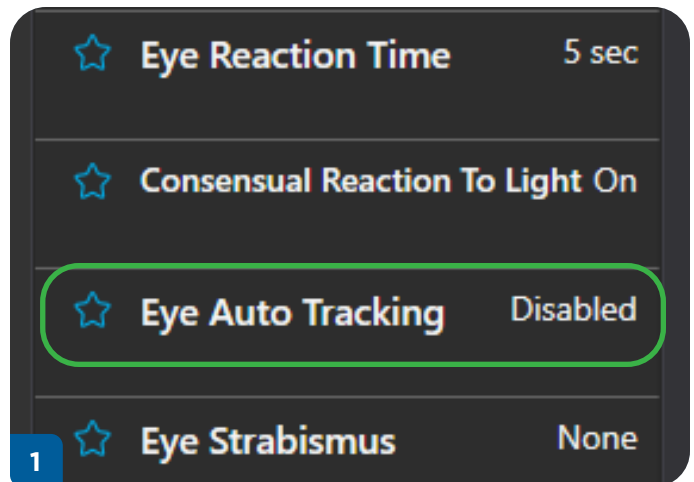 Eye Reaction Time 5 sec
Consensual Reaction To Light On
Eye Auto Tracking Disabled
Eye Strabismus None
1